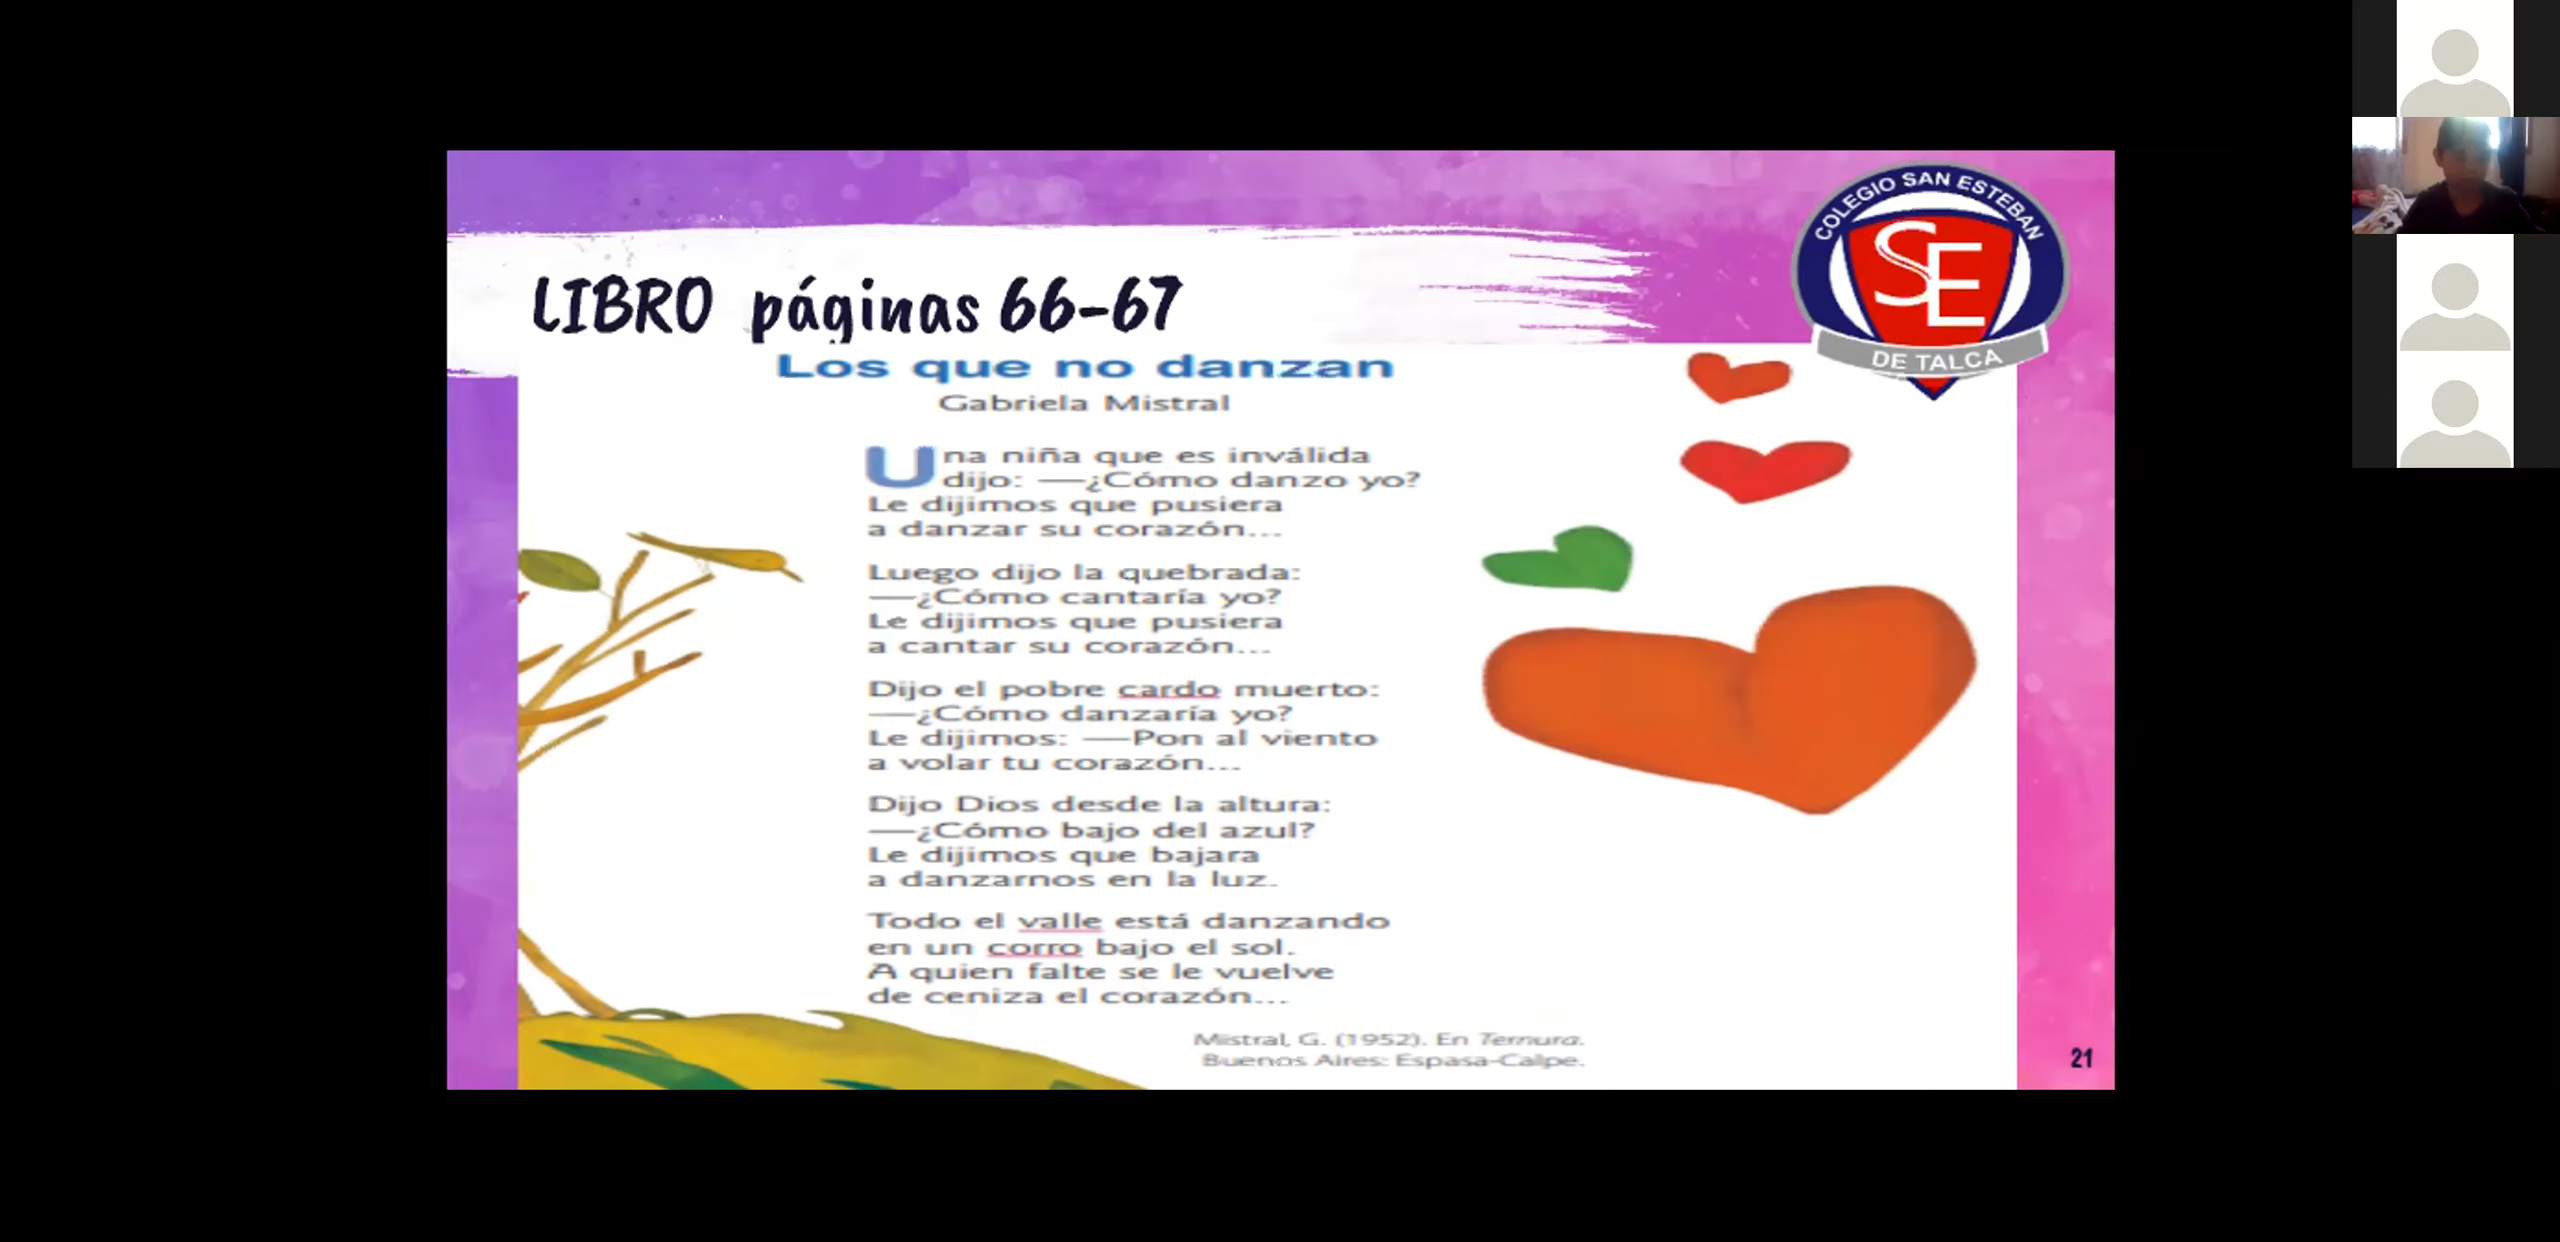 COLEGIO SAN ESTEBAN
SE
DE TALCA
LIBRO páginas 66-67
Los que no danzan
Gabriela Mistral
Una niña que es inválida
dijo: —¿Cómo danzo yo?
Le dijimos que pusiera
a danzar su corazón...
Luego dijo la quebrada:
—¿Cómo cantaría yo?
Le dijimos que pusiera
a cantar su corazón...
Dijo el pobre cardo muerto:
—¿Cómo danzaría yo?
Le dijimos: —Pon al viento
a volar tu corazón...
Dijo Dios desde la altura:
—¿Cómo bajo del azul?
Le dijimos que bajara
a danzarnos en la luz.
Todo el valle está danzando
en un corro bajo el sol.
A quien falte se le vuelve
de ceniza el corazón...
Mistral, G. (1952). En Ternura.
Buenos Aires: Espasa-Calpe.
21